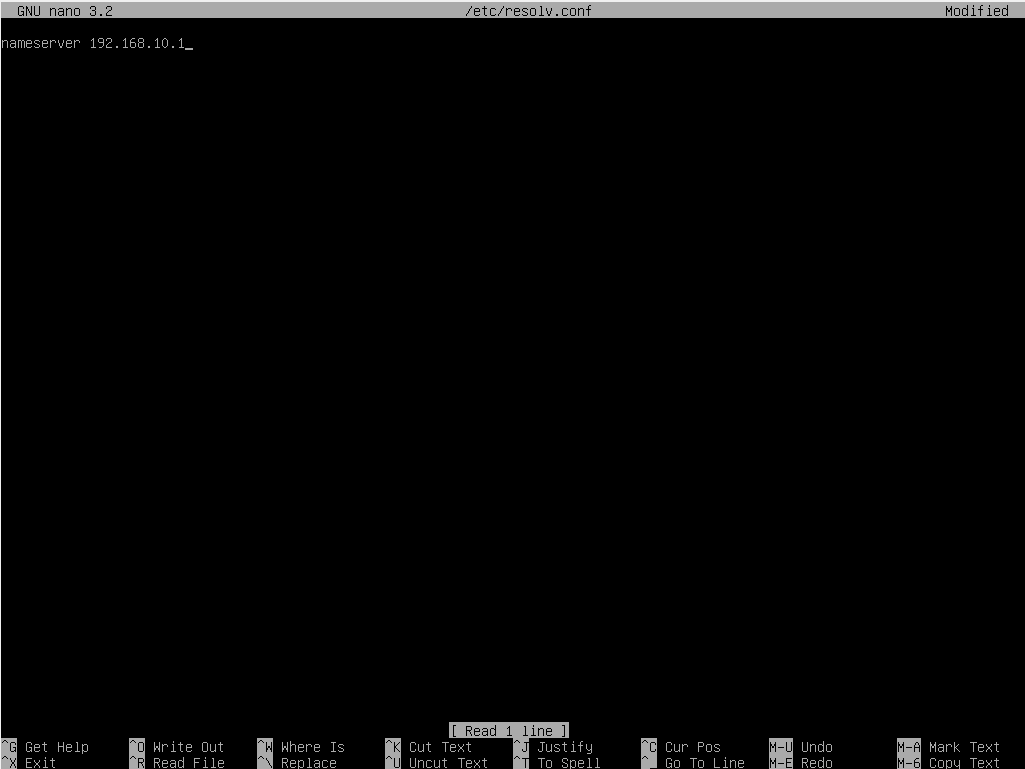 GNU nano 3.2 /etc/resolv.conf Modified
nameserver 192.168.10.1_
[ Read 1 line ]
^G Get Help ^O Write Out ^W Where Is ^K Cut Text ^J Justify ^C Cur Pos M-U Undo M-A Mark Text
^X Exit ^R Read File ^\ Replace ^U Uncut Text ^T To Spell ^_ Go To Line M-E Redo M-6 Copy Text